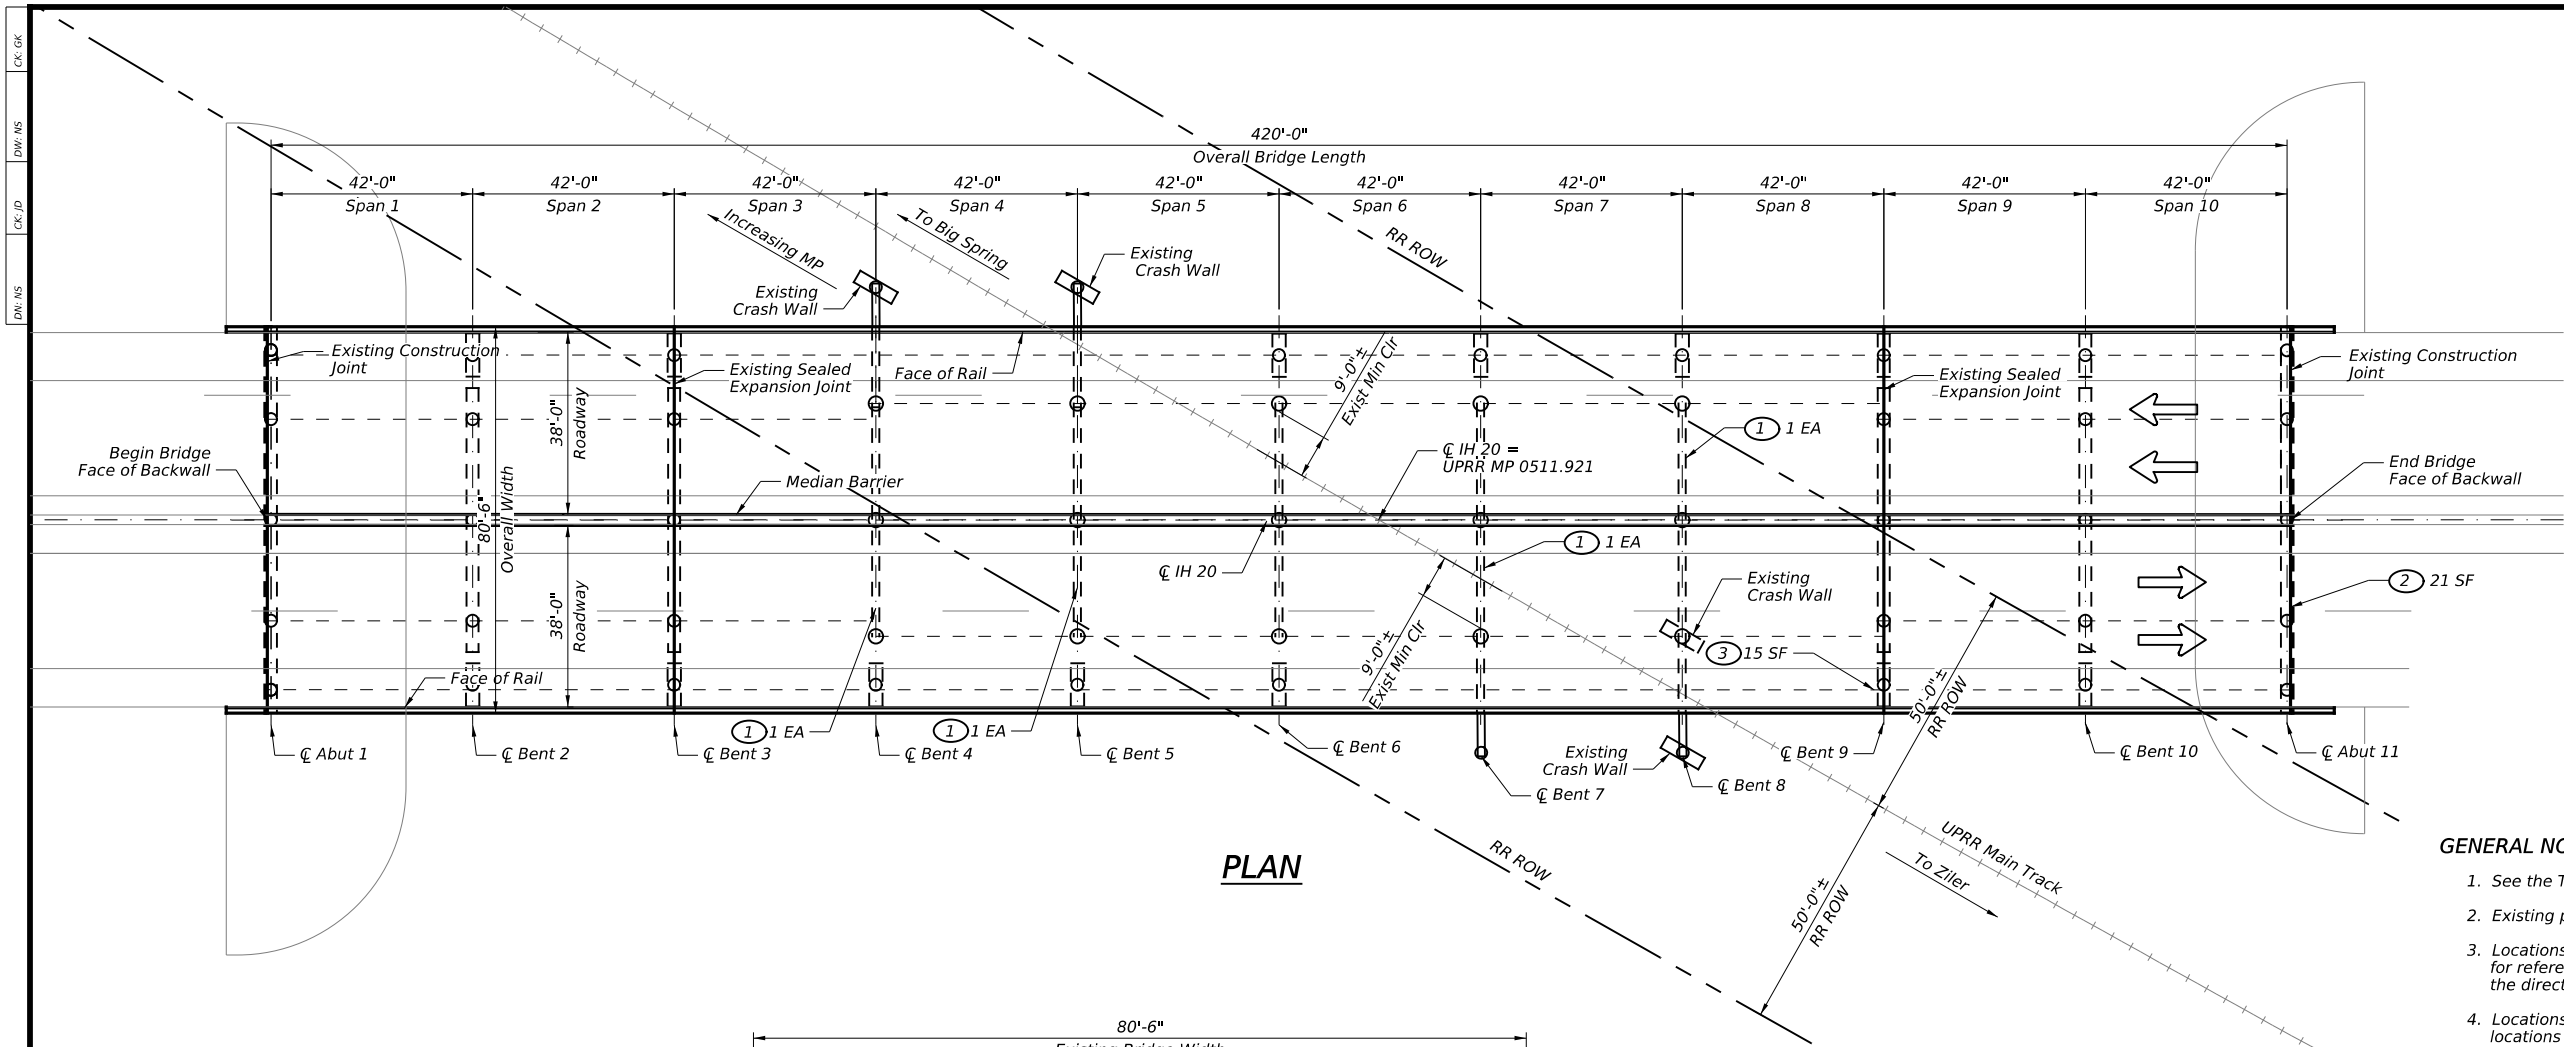 CK: GK
DW: NS
CK: JD
DN: NS
420'-0"
Overall Bridge Length
42'-0"
Span 1
42'-0"
Span 2
42'-0"
Span 3
42'-0"
Span 4
42'-0"
Span 5
42'-0"
Span 6
42'-0"
Span 7
42'-0"
Span 8
42'-0"
Span 9
42'-0"
Span 10
Increasing MP
To Big Spring
RR ROW
Existing
Crash Wall
Existing
Crash Wall
Existing Construction
Joint
Existing Sealed
Expansion Joint
Face of Rail
9'-0"±
Exist Min Clr
Existing Sealed
Expansion Joint
Existing Construction
Joint
38'-0"
Roadway
1 1 EA
Begin Bridge
Face of Backwall
Median Barrier
℄ IH 20 =
UPRR MP 0511.921
End Bridge
Face of Backwall
80'-6"
Overall Width
1 1 EA
℄ IH 20
38'-0"
Roadway
Existing
Crash Wall
2 21 SF
9'-0"±
Exist Min Clr
3 15 SF
Face of Rail
50'-0"±
RR ROW
1 1 EA
1 1 EA
℄ Abut 1
℄ Bent 2
℄ Bent 3
℄ Bent 4
℄ Bent 5
℄ Bent 6
Existing
Crash Wall
℄ Bent 7
℄ Bent 8
℄ Bent 9
℄ Bent 10
℄ Abut 11
PLAN
RR ROW
UPRR Main Track
To Ziler
50'-0"±
RR ROW
GENERAL NO
1. See the T
2. Existing p
3. Locations
for refere
the direct
4. Locations
locations
80'-6"
Existing Bridge Width